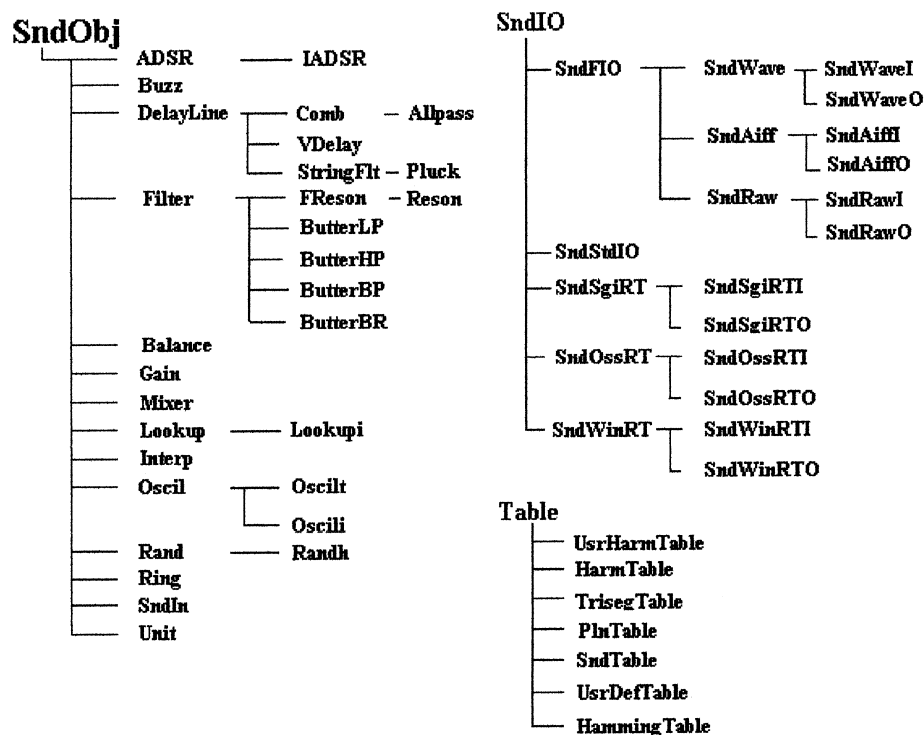 SndObj
ADSR IADSR
Buzz
DelayLine Comb Allpass
VDelay
StringFlt Pluck
Filter FReson Reson
ButterLP
ButterHP
ButterBP
ButterBR
Balance
Gain
Mixer
Lookup Lookupi
Interp
Oscil Oscilt
Oscili
Rand Randh
Ring
SndIn
Unit
SndIO
SndFIO SndWave SndWaveI
SndWaveO
SndAiff SndAiffI
SndAiffO
SndRaw SndRawI
SndRawO
SndStdIO
SndSgiRT SndSgiRTI
SndSgiRTO
SndOssRT SndOssRTI
SndOssRTO
SndWinRT SndWinRTI
SndWinRTO
Table
UsrHarmTable
HarmTable
TrisegTable
PlnTable
SndTable
UsrDefTable
HammingTable